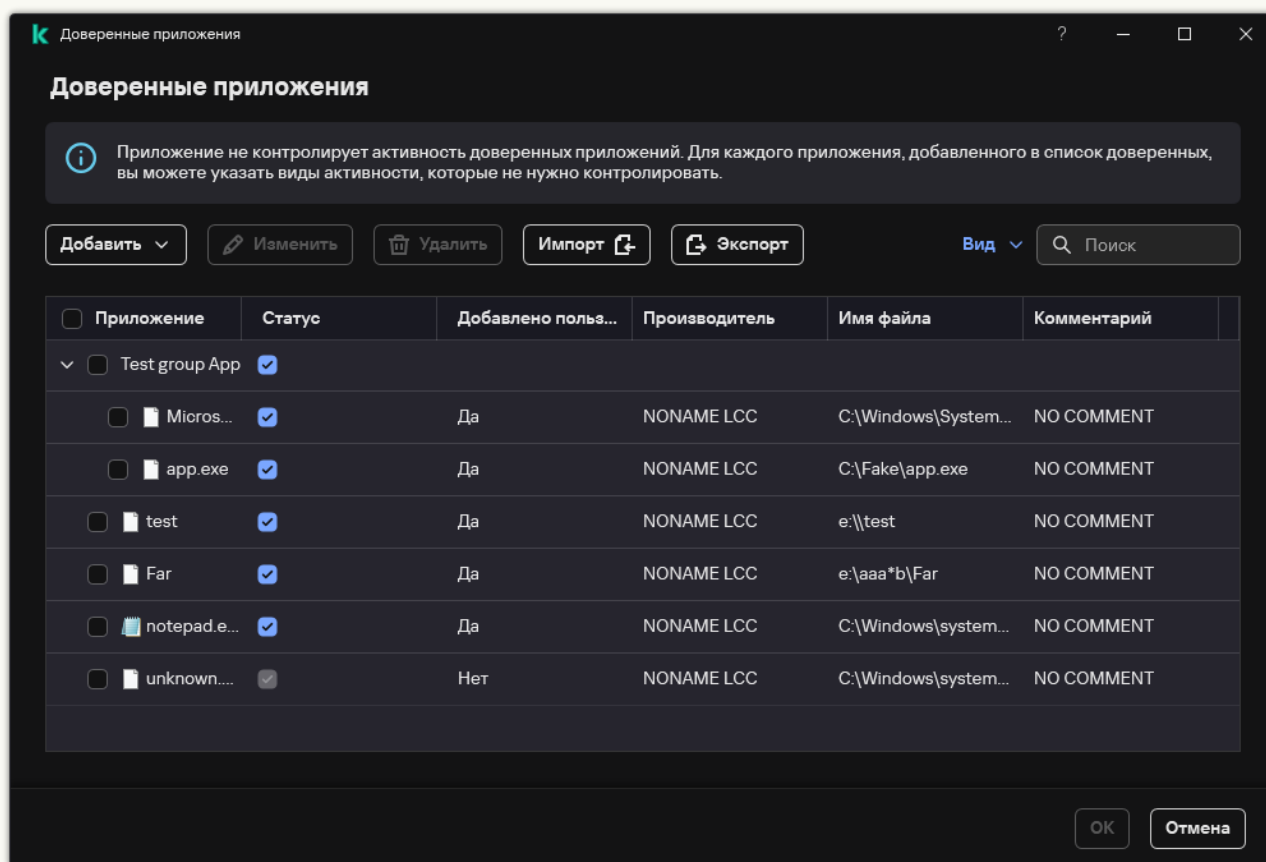 Доверенные приложения
?
Доверенные приложения
Приложение не контролирует активность доверенных приложений. Для каждого приложения, добавленного в список доверенных,
вы можете указать виды активности, которые не нужно контролировать.
Добавить Изменить Удалить Импорт Экспорт Вид Поиск
Приложение Статус Добавлено польз... Производитель Имя файла Комментарий
Test group App
Micros... Да NONAME LCC C:\Windows\System... NO COMMENT
app.exe Да NONAME LCC C:\Fake\app.exe NO COMMENT
test Да NONAME LCC e:\\test NO COMMENT
Far Да NONAME LCC e:\aaa*b\Far NO COMMENT
notepad.e... Да NONAME LCC C:\Windows\system... NO COMMENT
unknown.... Нет NONAME LCC C:\Windows\system... NO COMMENT
ОК Отмена